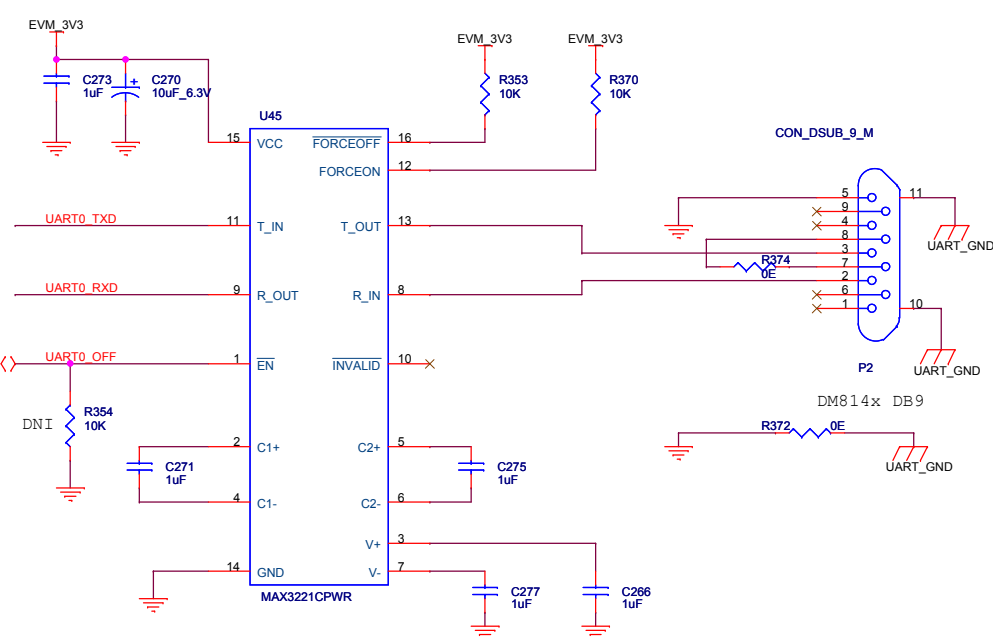 EVM_3V3
C273
1uF
C270
10uF_6.3V
EVM_3V3
EVM_3V3
R353
10K
R370
10K
U45
CON_DSUB_9_M
15 VCC
FORCEOFF 16
FORCEON 12
UART0_TXD
11 T_IN
T_OUT 13
UART0_RXD
9 R_OUT
R_IN 8
UART0_OFF
1 EN
INVALID 10
DNI
R354
10K
2 C1+
C2+ 5
C271
1uF
C275
1uF
4 C1-
C2- 6
V+ 3
14 GND
V- 7
MAX3221CPWR
C277
1uF
C266
1uF
5
9
4
8
3
7
2
6
1
11
10
R374
0E
UART_GND
UART_GND
P2
DM814x DB9
R372 0E
UART_GND